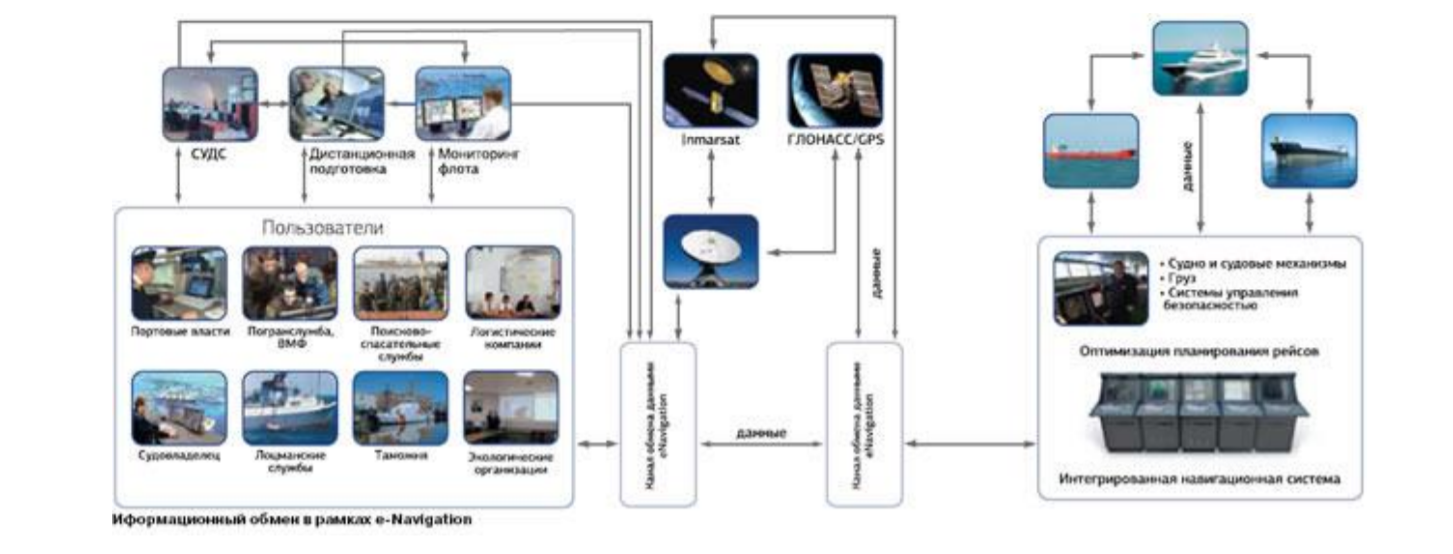 СУДС
Дистанционная
подготовка
Мониторинг
флота
Inmarsat
ГЛОНАСС/GPS
данные
Пользователи
Портовые власти
Погранслужба,
ВМФ
Поисково-
спасательные
службы
Логистические
компании
Судовладелец
Лоцманские
службы
Таможня
Экологические
организации
Канал обмена данными
eNavigation
данные
данные
Канал обмена данными
eNavigation
• Судно и судовые механизмы
• Груз
• Системы управления
безопасностью
Оптимизация планирования рейсов
Интегрированная навигационная система
Иформационный обмен в рамках e-Navigation